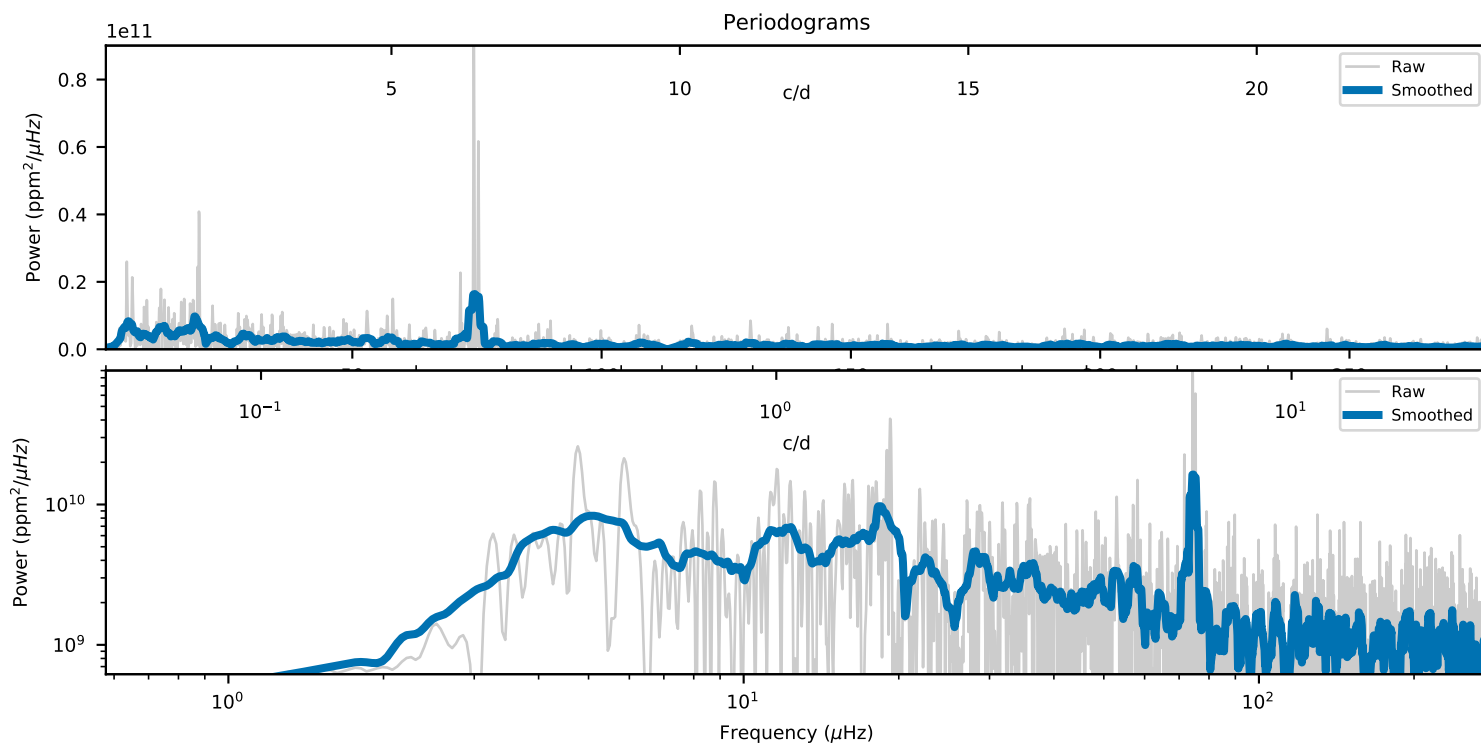 Periodograms
1e11
5 10 15 20
c/d
Raw
Smoothed
0.8
0.6
0.4
0.2
0.0
Power (ppm²/μHz)
10⁻¹ 10⁰ 10¹
c/d
Raw
Smoothed
10¹⁰
10⁹
Power (ppm²/μHz)
10⁰ 10¹ 10²
Frequency (μHz)